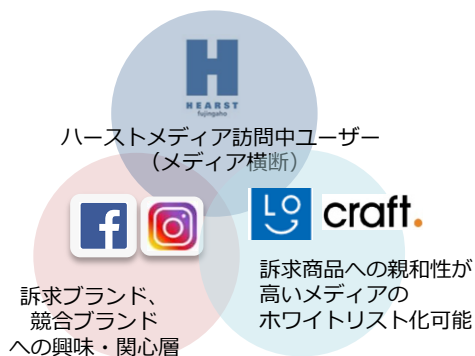 H
HEARST
fujingaho
ハーストメディア訪問中ユーザー
（メディア横断）
f
LO craft.
訴求商品への親和性が
高いメディアの
ホワイトリスト化可能
訴求ブランド、
競合ブランド
への興味・関心層